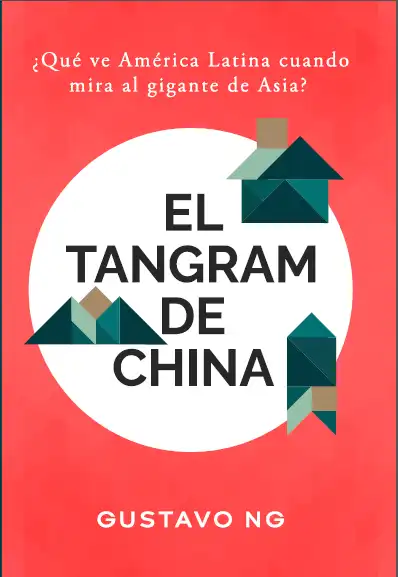 ¿Qué ve América Latina cuando
mira al gigante de Asia?
EL
TANGRAM
DE
CHINA
GUSTAVO NG